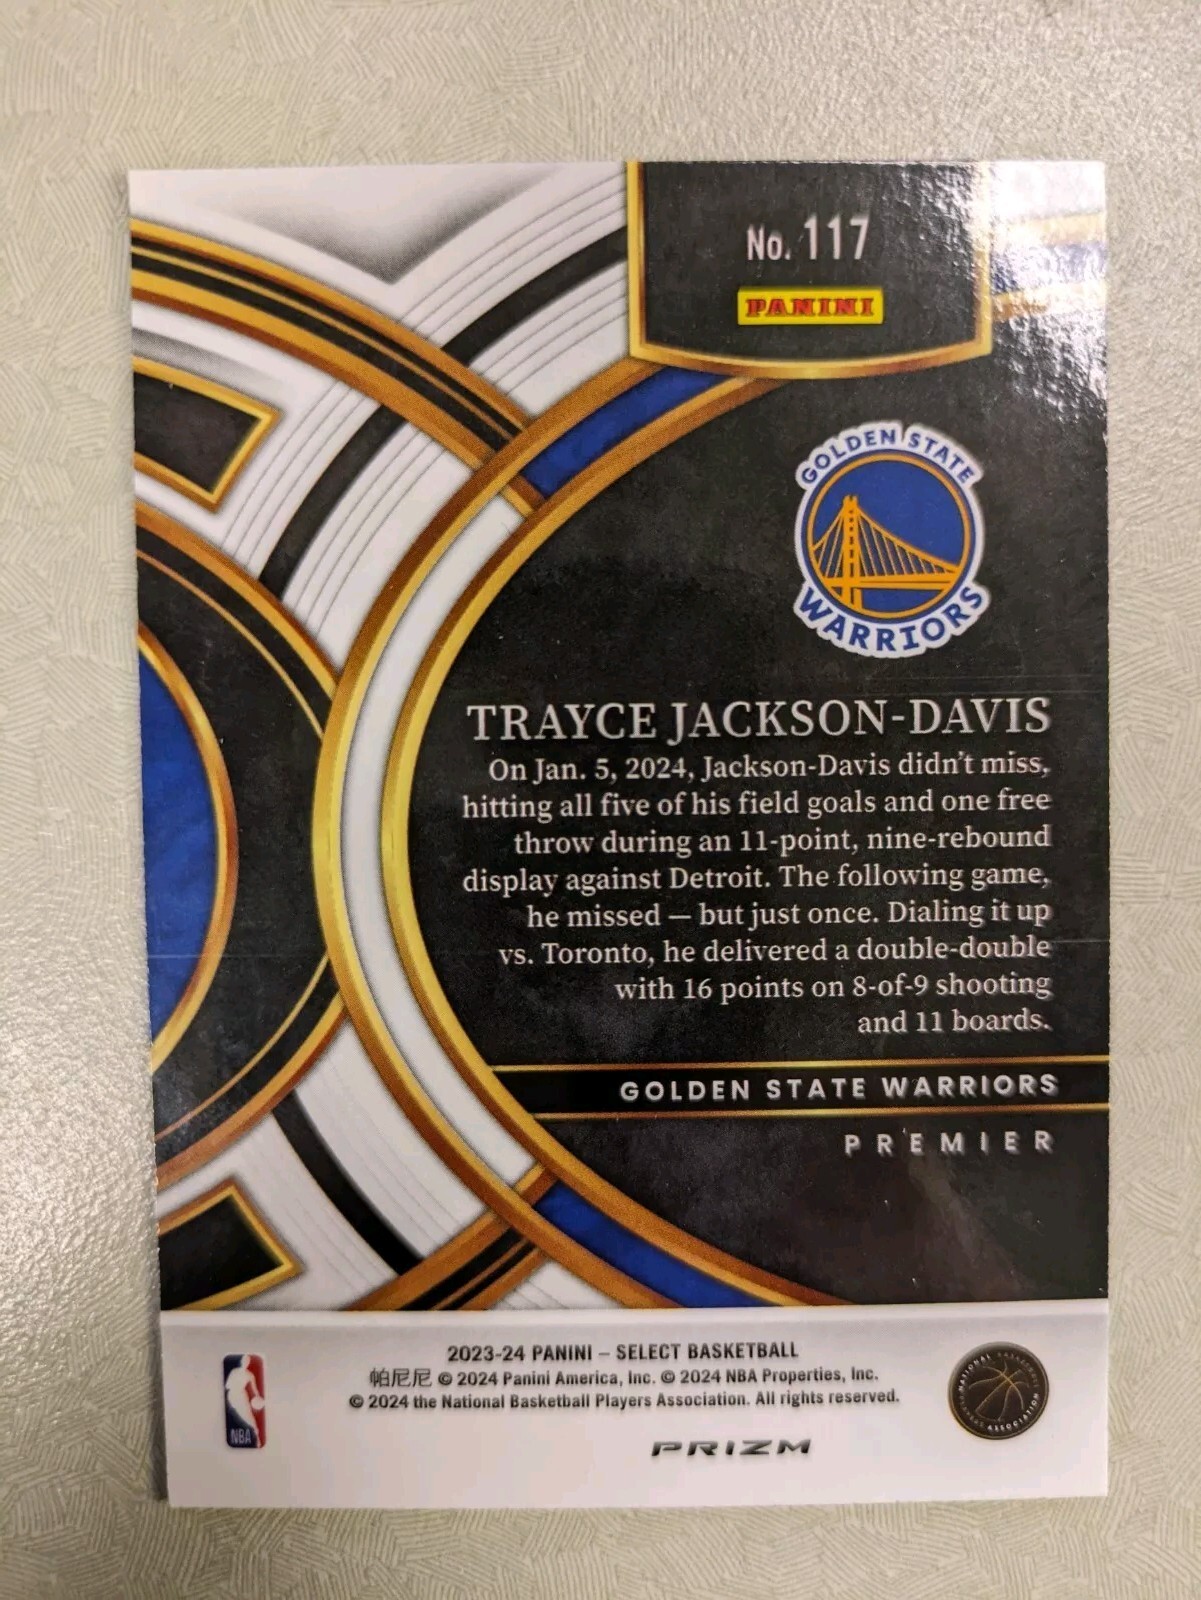 No. 117
PANINI
GOLDEN STATE
WARRIORS
TRAYCE JACKSON-DAVIS
On Jan. 5, 2024, Jackson-Davis didn't miss,
hitting all five of his field goals and one free
throw during an 11-point, nine-rebound
display against Detroit. The following game,
he missed — but just once. Dialing it up
vs. Toronto, he delivered a double-double
with 16 points on 8-of-9 shooting
and 11 boards.
GOLDEN STATE WARRIORS
PREMIER
2023-24 PANINI – SELECT BASKETBALL
帕尼尼 © 2024 Panini America, Inc. © 2024 NBA Properties, Inc.
© 2024 the National Basketball Players Association. All rights reserved.
NBA
NATIONAL BASKETBALL
PLAYERS ASSOCIATION
PRIZM